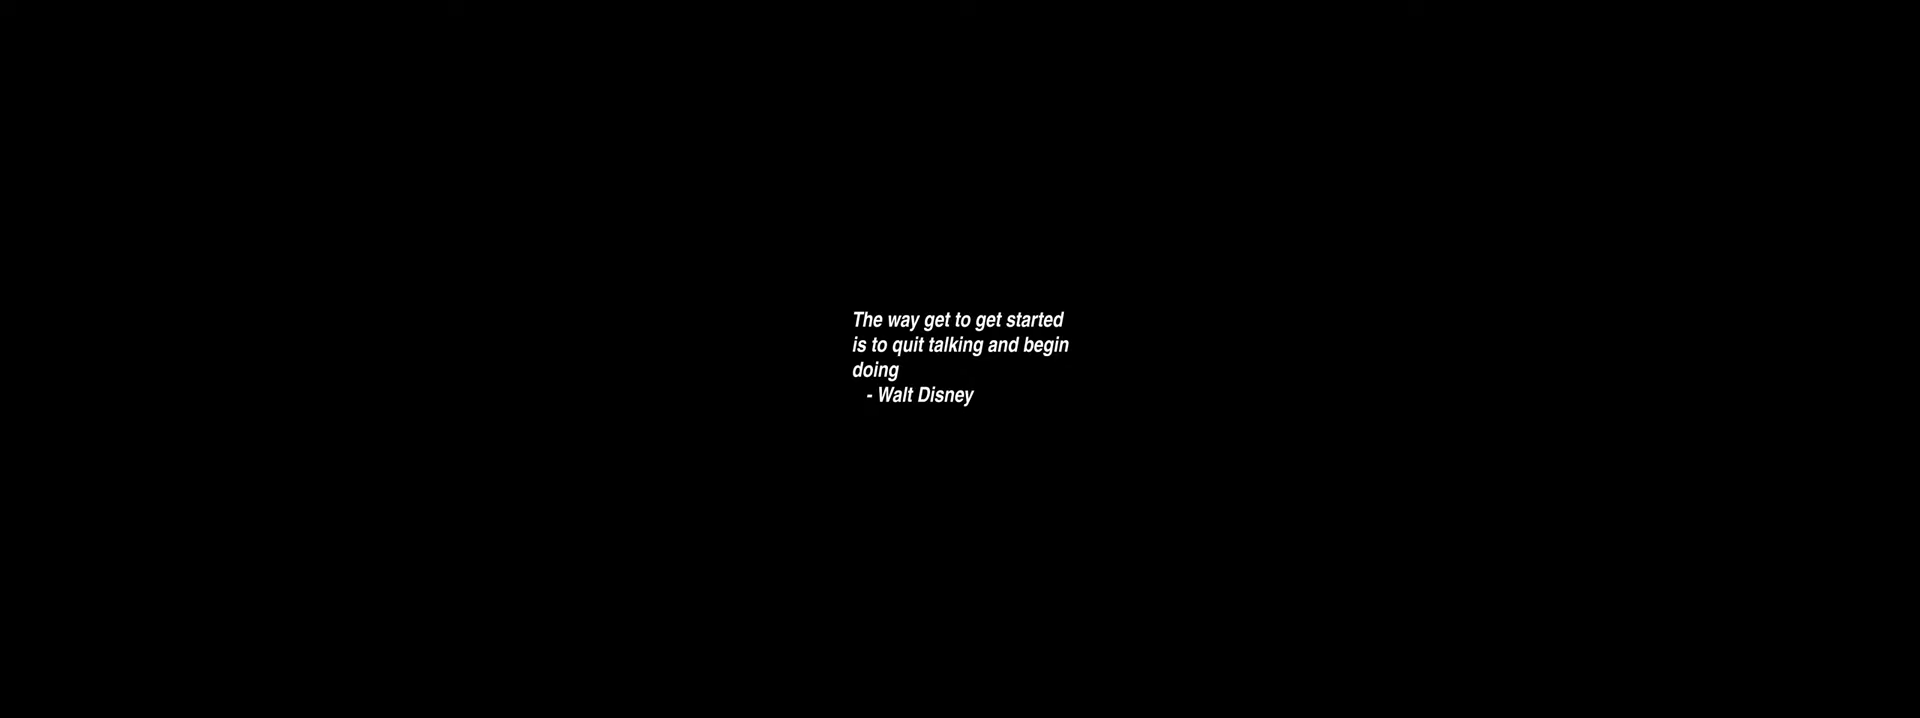 The way get to get started
is to quit talking and begin
doing
- Walt Disney